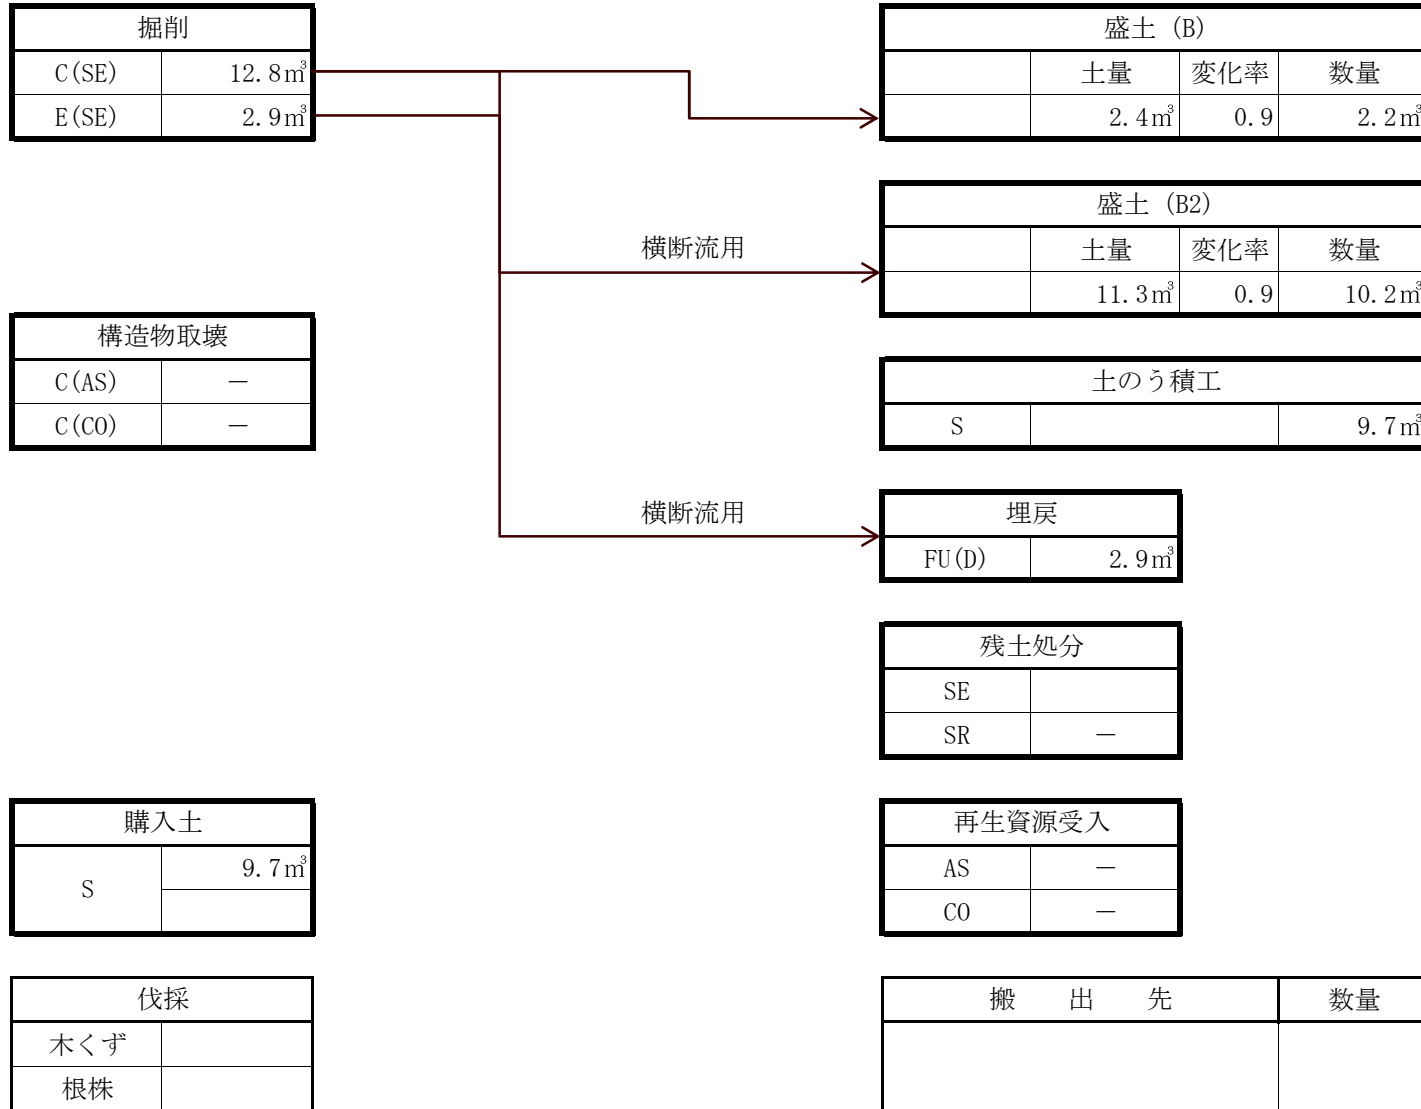 掘削
C(SE) 12.8㎥
E(SE) 2.9㎥
盛土 (B)
土量 変化率 数量
2.4㎥ 0.9 2.2㎥
盛土 (B2)
土量 変化率 数量
11.3㎥ 0.9 10.2㎥
横断流用
構造物取壊
C(AS) －
C(CO) －
土のう積工
S 9.7㎥
横断流用
埋戻
FU(D) 2.9㎥
残土処分
SE
SR －
購入土
S 9.7㎥
再生資源受入
AS －
CO －
伐採
木くず
根株
搬 出 先 数量